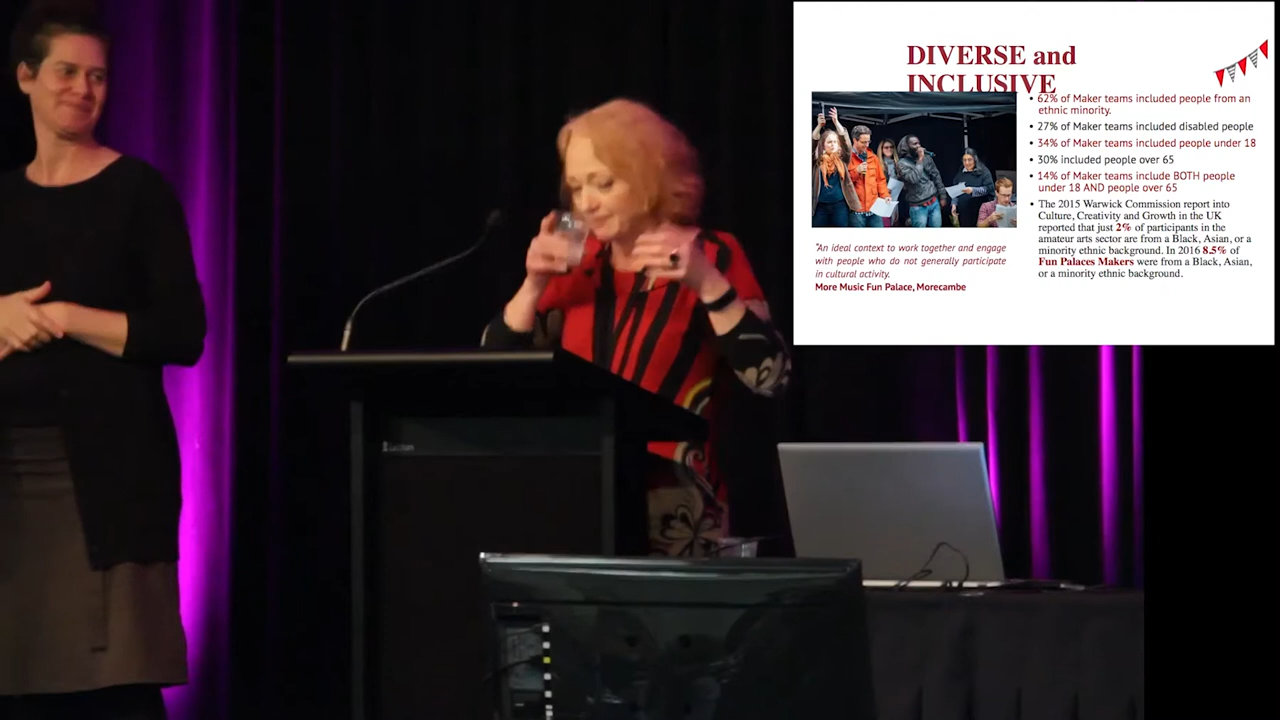 DIVERSE and
INCLUSIVE
• 62% of Maker teams included people from an
ethnic minority.
• 27% of Maker teams included disabled people
• 34% of Maker teams included people under 18
• 30% included people over 65
• 14% of Maker teams include BOTH people
under 18 AND people over 65
• The 2015 Warwick Commission report into
Culture, Creativity and Growth in the UK
reported that just 2% of participants in the
amateur arts sector are from a Black, Asian, or a
minority ethnic background. In 2016 8.5% of
Fun Palaces Makers were from a Black, Asian,
or a minority ethnic background.
"An ideal context to work together and engage
with people who do not generally participate
in cultural activity.
More Music Fun Palace, Morecambe